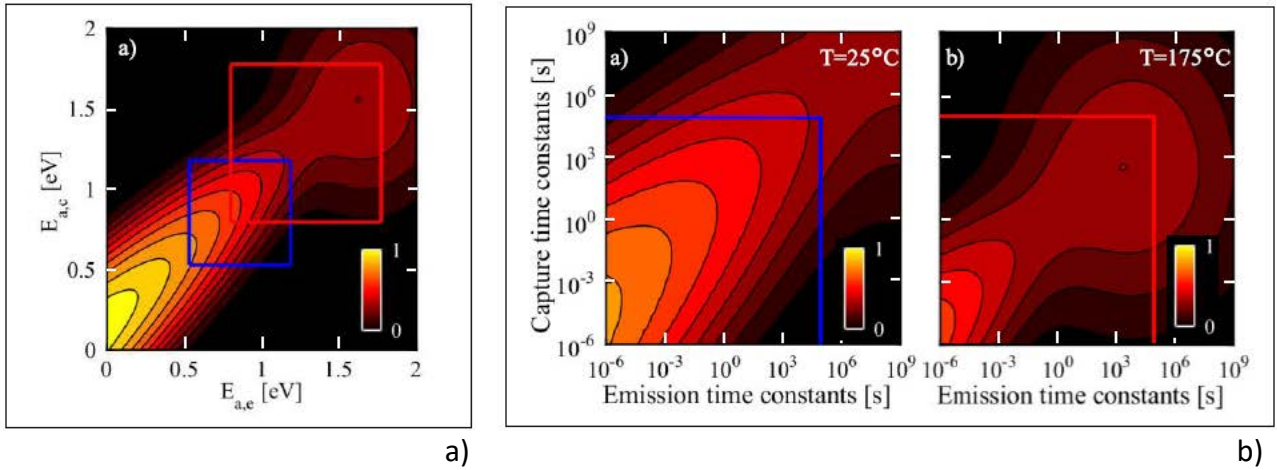 a)
2
1.5
1
0.5
0
E_{a,c} [eV]
1
0
0 0.5 1 1.5 2
E_{a,e} [eV]
a)
a) T=25°C
10^9
10^6
10^3
10^0
10^-3
10^-6
Capture time constants [s]
1
0
10^-6 10^-3 10^0 10^3 10^6 10^9
Emission time constants [s]
b) T=175°C
1
0
10^-6 10^-3 10^0 10^3 10^6 10^9
Emission time constants [s]
b)